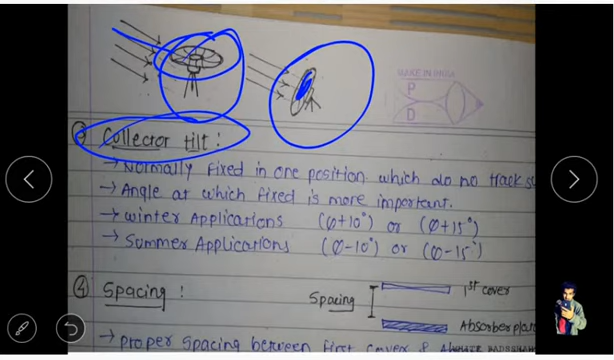 MAKE IN INDIA
P
D
③ Collector tilt:
→ Normally fixed in one position which do no track s
→ Angle at which fixed is more important.
→ Winter Applications (φ+10°) or (φ+15°)
→ Summer Applications (φ-10°) or (φ-15°)
④ Spacing:
Spacing
1st cover
Absorber plat
→ Proper Spacing between first cover &